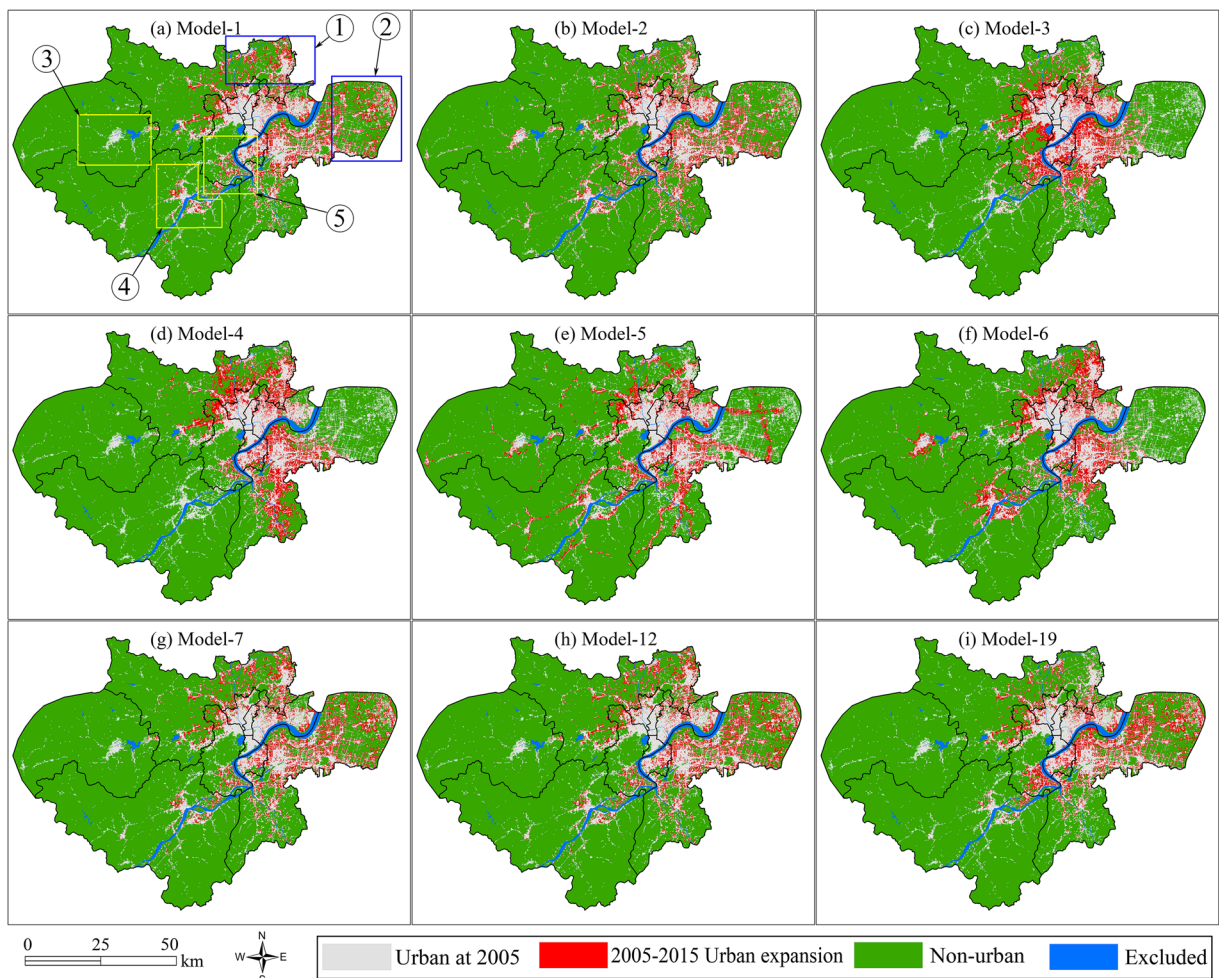 (a) Model-1
①
②
③
④
⑤
(b) Model-2
(c) Model-3
(d) Model-4
(e) Model-5
(f) Model-6
(g) Model-7
(h) Model-12
(i) Model-19
0 25 50
km
N
W E
S
Urban at 2005 2005-2015 Urban expansion Non-urban Excluded